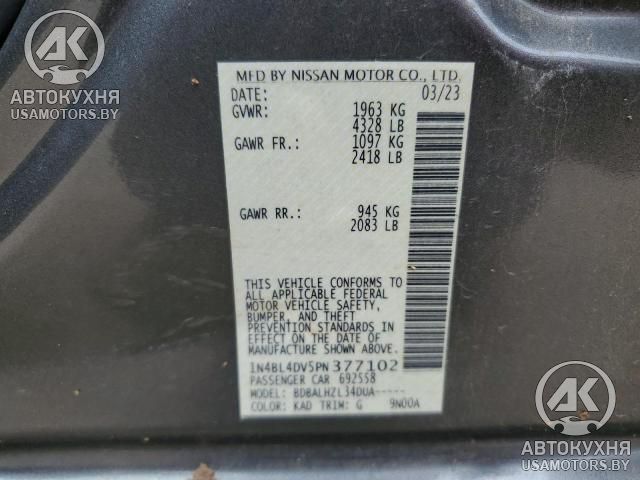 AK
АВТОКУХНЯ
USAMOTORS.BY
MFD BY NISSAN MOTOR CO., LTD.
DATE: 03/23
GVWR: 1963 KG
4328 LB
GAWR FR.: 1097 KG
2418 LB
GAWR RR.: 945 KG
2083 LB
THIS VEHICLE CONFORMS TO
ALL APPLICABLE FEDERAL
MOTOR VEHICLE SAFETY,
BUMPER, AND THEFT
PREVENTION STANDARDS IN
EFFECT ON THE DATE OF
MANUFACTURE SHOWN ABOVE.
1N4BL4DV5PN377102
PASSENGER CAR 692558
MODEL: BDBALHZL34DUA-----
COLOR: KAD TRIM: G 9N00A
AK
АВТОКУХНЯ
USAMOTORS.BY